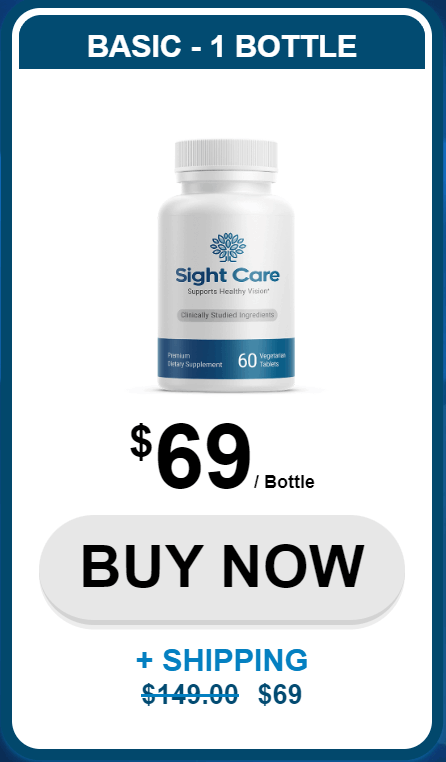 BASIC - 1 BOTTLE
Sight Care
Supports Healthy Vision*
Clinically Studied Ingredients
Premium
Dietary Supplement
60 Vegetarian
Tablets
$69 / Bottle
BUY NOW
+ SHIPPING
$149.00 $69